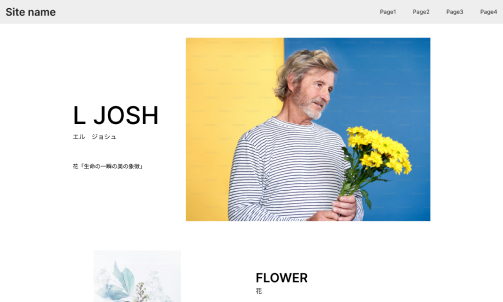 Site name
Page1
Page2
Page3
Page4
L JOSH
エル　ジョシュ
花「生命の一瞬の美の象徴」
FLOWER
花